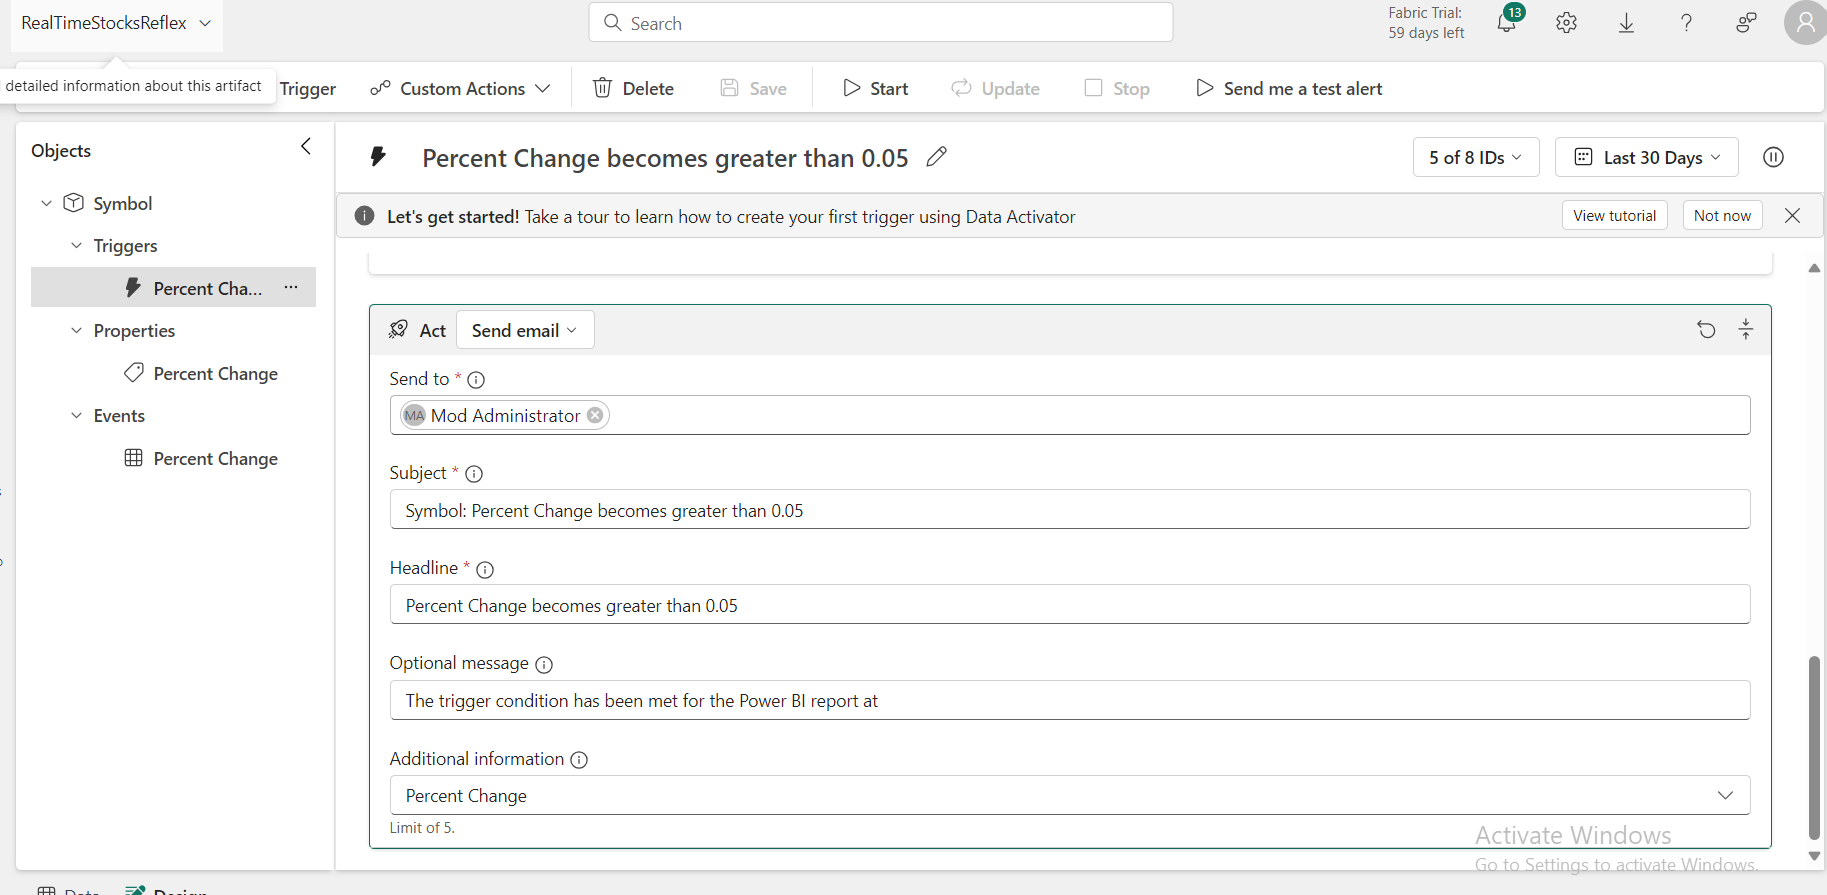 RealTimeStocksReflex
Search
Fabric Trial:
59 days left
13
detailed information about this artifact
Trigger
Custom Actions
Delete
Save
Start
Update
Stop
Send me a test alert
Objects
Symbol
Triggers
Percent Cha... ...
Properties
Percent Change
Events
Percent Change
Percent Change becomes greater than 0.05
5 of 8 IDs
Last 30 Days
Let's get started! Take a tour to learn how to create your first trigger using Data Activator
View tutorial
Not now
Act
Send email
Send to *
MA Mod Administrator
Subject *
Symbol: Percent Change becomes greater than 0.05
Headline *
Percent Change becomes greater than 0.05
Optional message
The trigger condition has been met for the Power BI report at
Additional information
Percent Change
Limit of 5.
Activate Windows
Go to Settings to activate Windows.
Data
Design